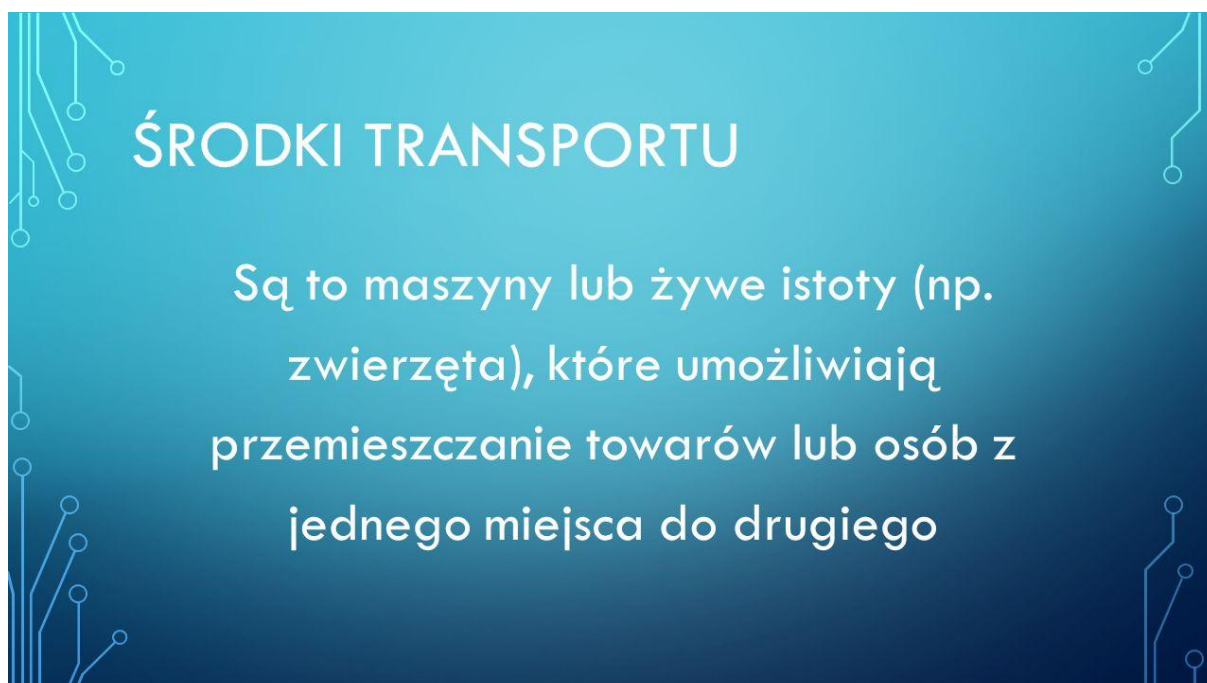 ŚRODKI TRANSPORTU
Są to maszyny lub żywe istoty (np.
zwierzęta), które umożliwiają
przemieszczanie towarów lub osób z
jednego miejsca do drugiego